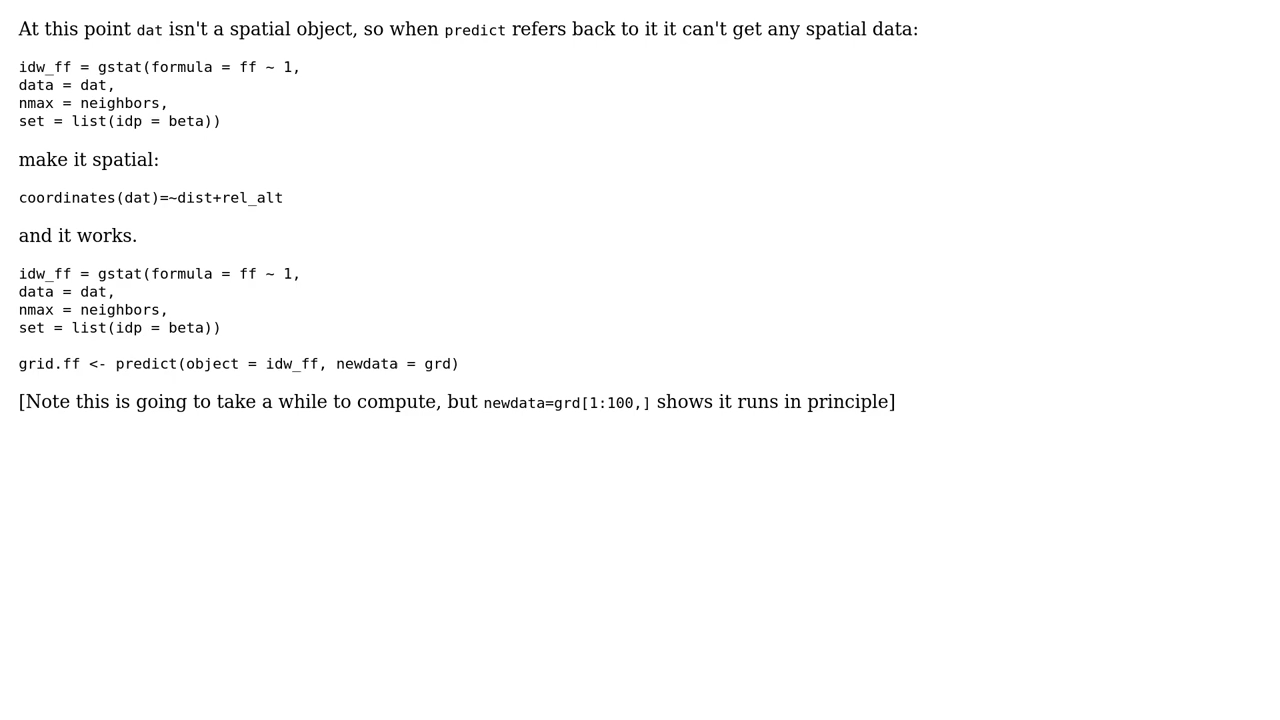 At this point dat isn't a spatial object, so when predict refers back to it it can't get any spatial data:
idw_ff = gstat(formula = ff ~ 1,
data = dat,
nmax = neighbors,
set = list(idp = beta))
make it spatial:
coordinates(dat)=~dist+rel_alt
and it works.
idw_ff = gstat(formula = ff ~ 1,
data = dat,
nmax = neighbors,
set = list(idp = beta))
grid.ff <- predict(object = idw_ff, newdata = grd)
[Note this is going to take a while to compute, but newdata=grd[1:100,] shows it runs in principle]